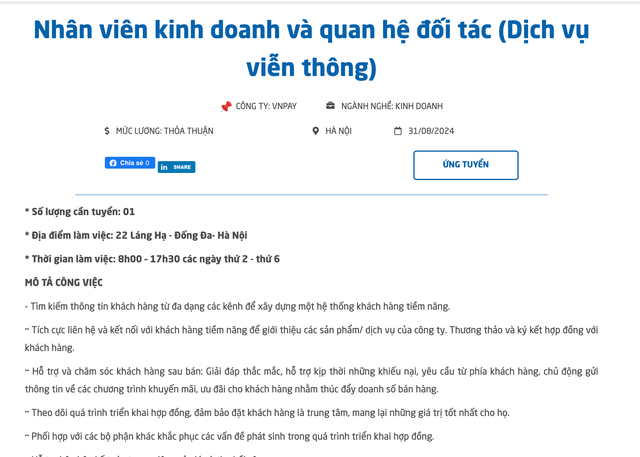 Nhân viên kinh doanh và quan hệ đối tác (Dịch vụ
viễn thông)
CÔNG TY: VNPAY NGÀNH NGHỀ: KINH DOANH
$ MỨC LƯƠNG: THỎA THUẬN HÀ NỘI 31/08/2024
Chia sẻ 0 in SHARE ỨNG TUYỂN
* Số lượng cần tuyển: 01
* Địa điểm làm việc: 22 Láng Hạ - Đống Đa- Hà Nội
* Thời gian làm việc: 8h00 – 17h30 các ngày thứ 2 - thứ 6
MÔ TẢ CÔNG VIỆC
- Tìm kiếm thông tin khách hàng từ đa dạng các kênh để xây dựng một hệ thống khách hàng tiềm năng.
– Tích cực liên hệ và kết nối với khách hàng tiềm năng để giới thiệu các sản phẩm/ dịch vụ của công ty. Thương thảo và ký kết hợp đồng với
khách hàng.
– Hỗ trợ và chăm sóc khách hàng sau bán: Giải đáp thắc mắc, hỗ trợ kịp thời những khiếu nại, yêu cầu từ phía khách hàng, chủ động gửi
thông tin về các chương trình khuyến mãi, ưu đãi cho khách hàng nhằm thúc đẩy doanh số bán hàng.
– Theo dõi quá trình triển khai hợp đồng, đảm bảo đặt khách hàng là trung tâm, mang lại những giá trị tốt nhất cho họ.
– Phối hợp với các bộ phận khác khắc phục các vấn đề phát sinh trong quá trình triển khai hợp đồng.